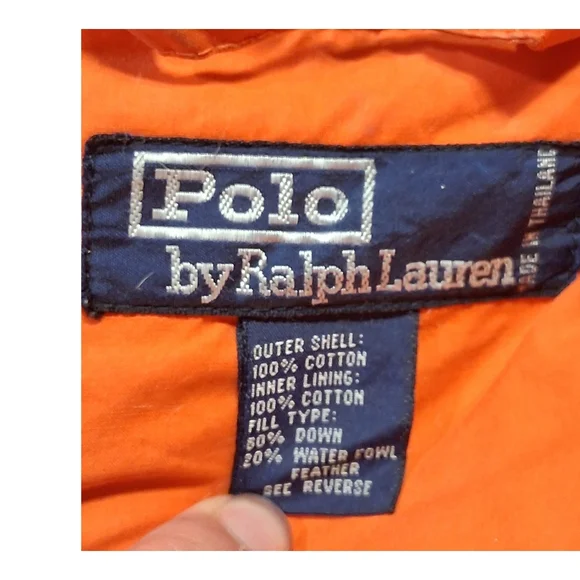 Polo
by Ralph Lauren
MADE IN THAILAND
OUTER SHELL:
100% COTTON
INNER LINING:
100% COTTON
FILL TYPE:
80% DOWN
20% WATER FOWL
FEATHER
SEE REVERSE